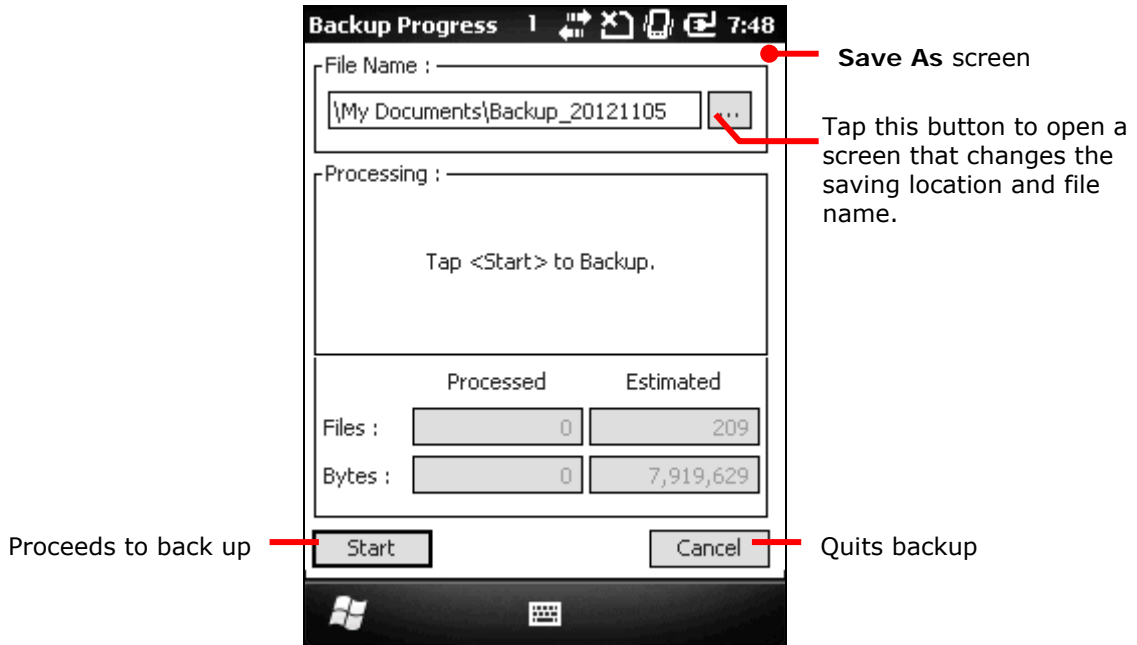 Backup Progress 1 7:48
Save As screen
File Name :
\My Documents\Backup_20121105 ...
Tap this button to open a
screen that changes the
saving location and file
name.
Processing :
Tap <Start> to Backup.
Processed Estimated
Files : 0 209
Bytes : 0 7,919,629
Proceeds to back up Start Cancel Quits backup